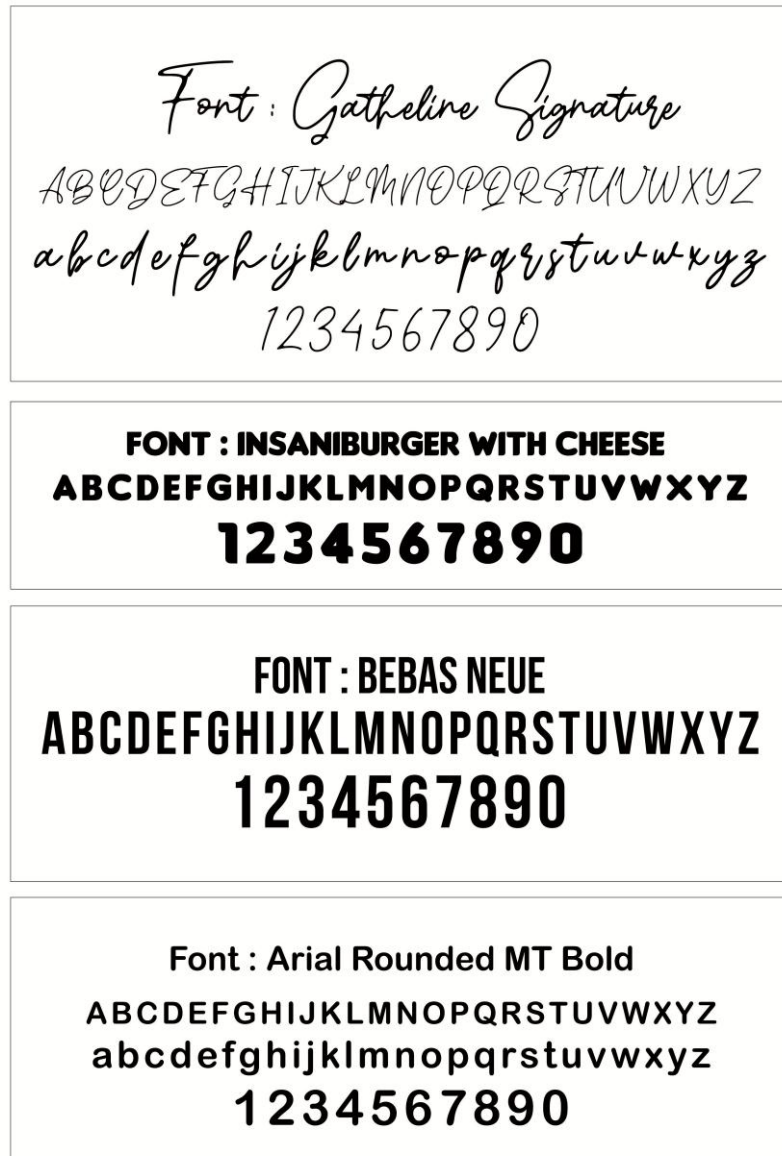 Font : Gatheline Signature
ABCDEFGHIJKLMNOPQRSTUVWXYZ
abcdefghijklmnopqrstuvwxyz
1234567890
FONT : INSANIBURGER WITH CHEESE
ABCDEFGHIJKLMNOPQRSTUVWXYZ
1234567890
FONT : BEBAS NEUE
ABCDEFGHIJKLMNOPQRSTUVWXYZ
1234567890
Font : Arial Rounded MT Bold
ABCDEFGHIJKLMNOPQRSTUVWXYZ
abcdefghijklmnopqrstuvwxyz
1234567890